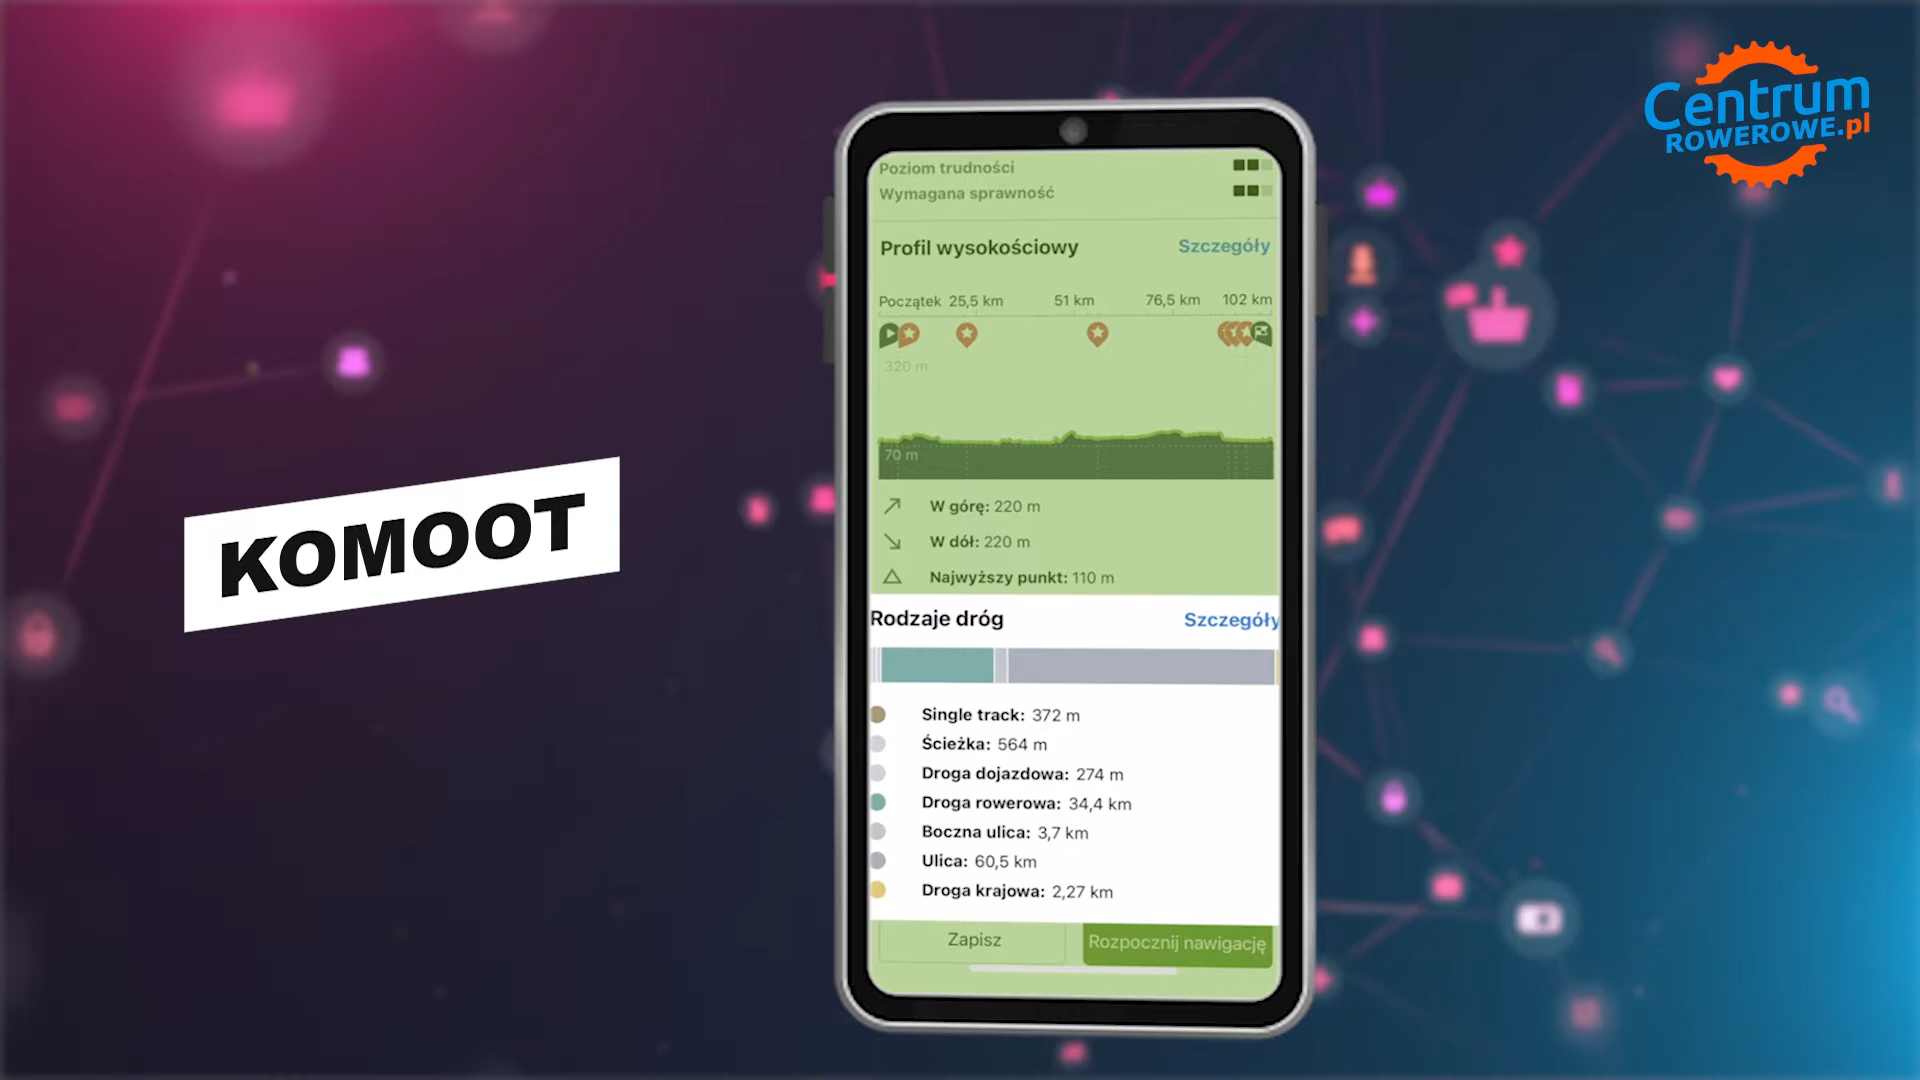 Centrum
ROWEROWE.pl
KOMOOT
Poziom trudności
Wymagana sprawność
Profil wysokościowy Szczegóły
Początek 25,5 km 51 km 76,5 km 102 km
320 m
70 m
W górę: 220 m
W dół: 220 m
Najwyższy punkt: 110 m
Rodzaje dróg Szczegóły
Single track: 372 m
Ścieżka: 564 m
Droga dojazdowa: 274 m
Droga rowerowa: 34,4 km
Boczna ulica: 3,7 km
Ulica: 60,5 km
Droga krajowa: 2,27 km
Zapisz Rozpocznij nawigację